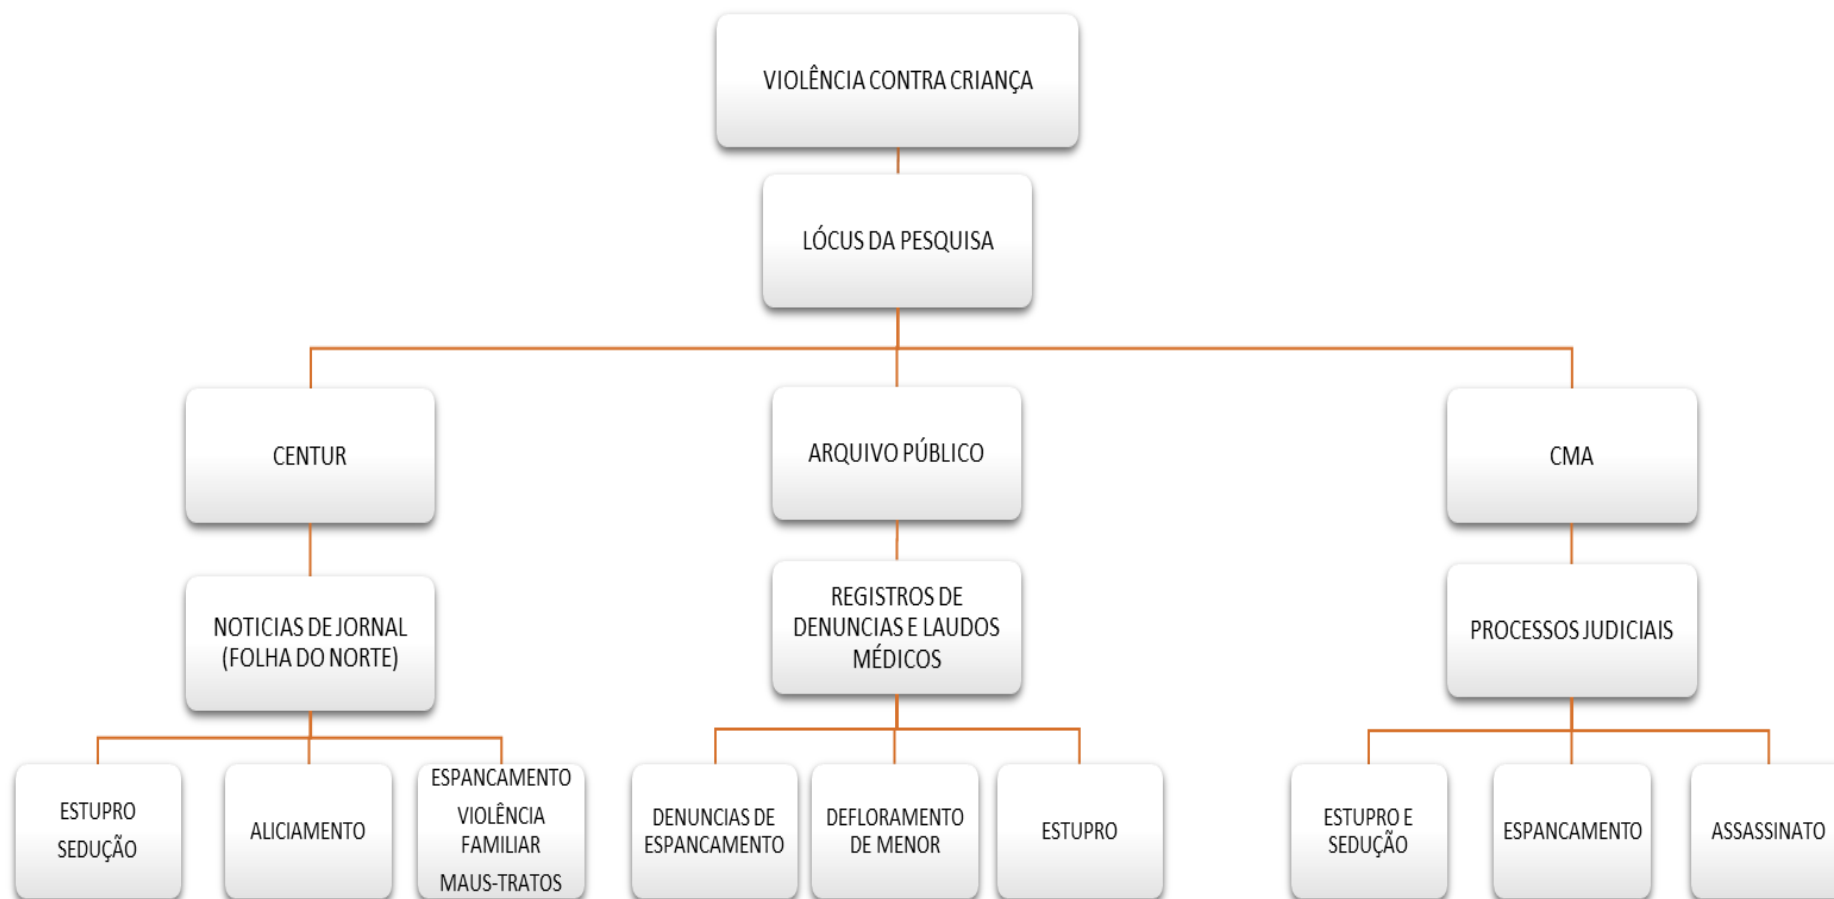 VIOLÊNCIA CONTRA CRIANÇA
LÓCUS DA PESQUISA
CENTUR
ARQUIVO PÚBLICO
CMA
NOTICIAS DE JORNAL
(FOLHA DO NORTE)
REGISTROS DE
DENUNCIAS E LAUDOS
MÉDICOS
PROCESSOS JUDICIAIS
ESTUPRO
SEDUÇÃO
ALICIAMENTO
ESPANCAMENTO
VIOLÊNCIA
FAMILIAR
MAUS-TRATOS
DENUNCIAS DE
ESPANCAMENTO
DEFLORAMENTO
DE MENOR
ESTUPRO
ESTUPRO E
SEDUÇÃO
ESPANCAMENTO
ASSASSINATO